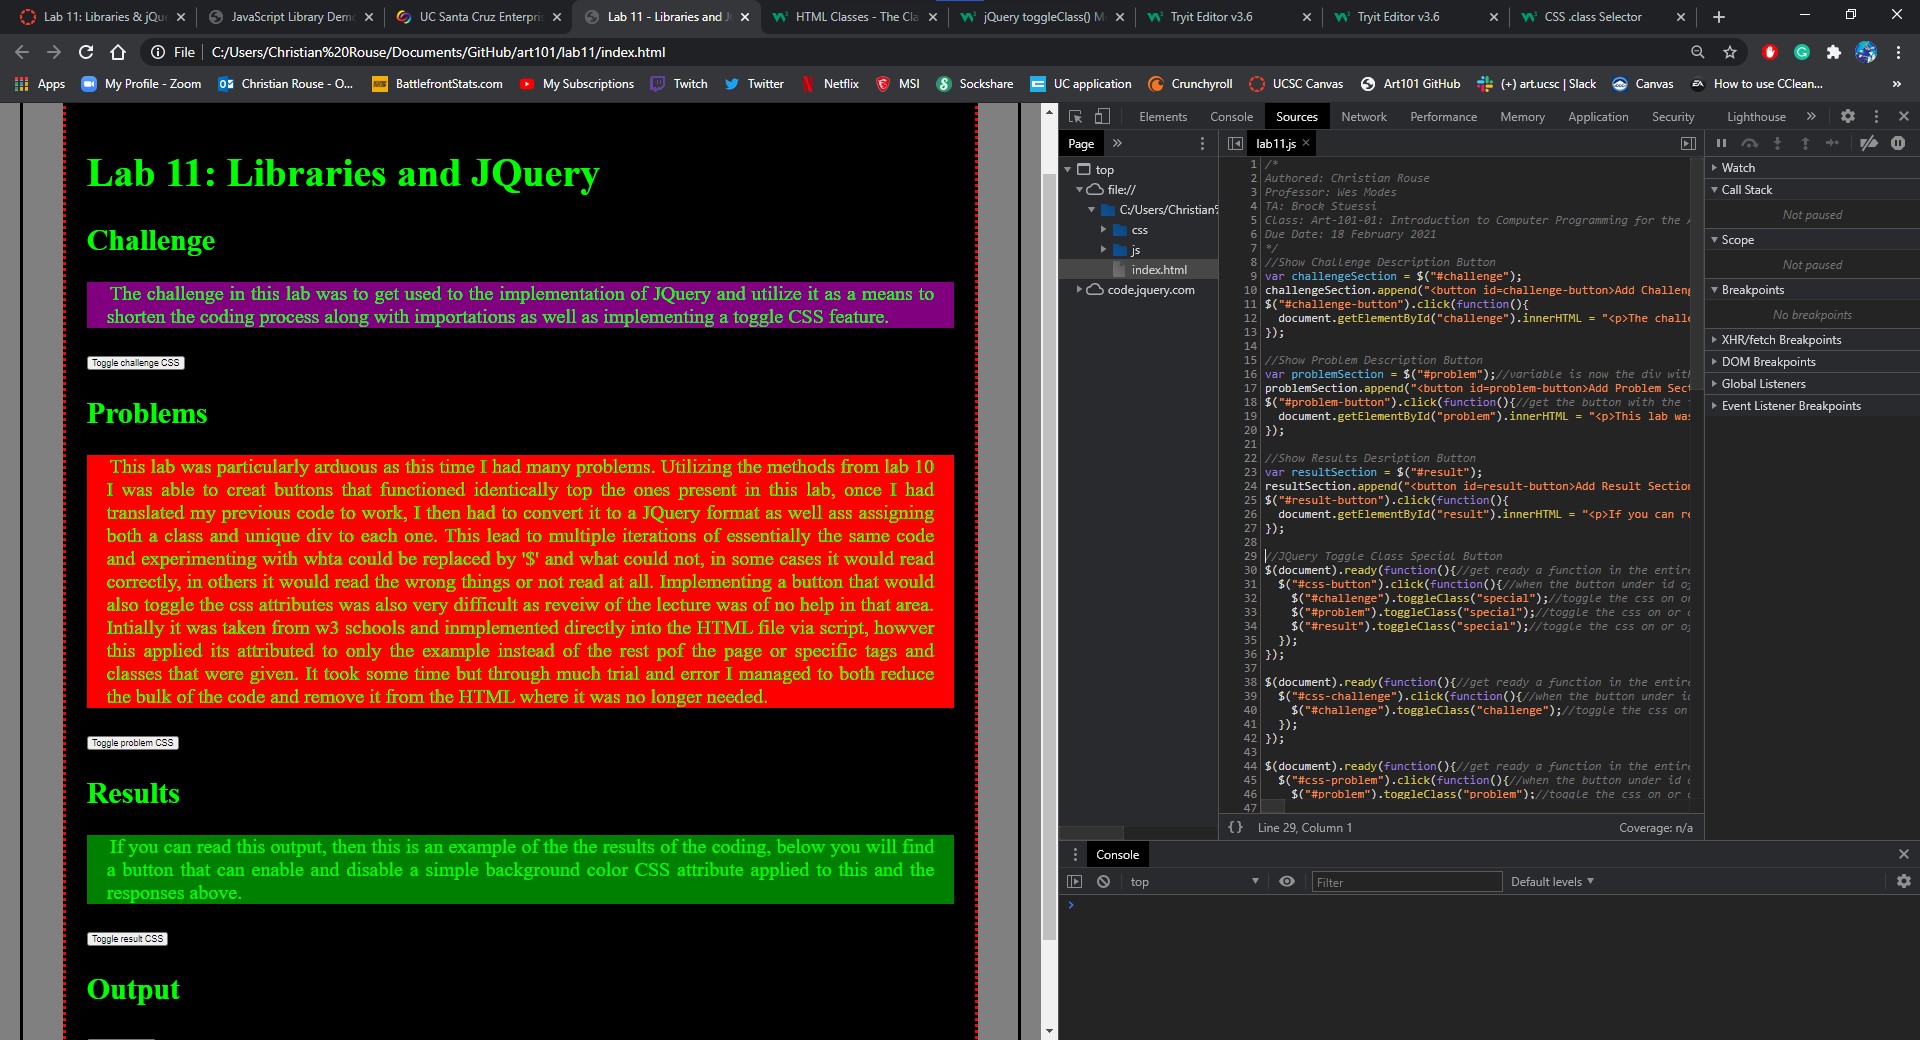 Lab 11: Libraries & jQu
JavaScript Library Dem
UC Santa Cruz Enterpris
Lab 11 - Libraries and J
HTML Classes - The Cla
jQuery toggleClass() M
Tryit Editor v3.6
Tryit Editor v3.6
CSS .class Selector
File
C:/Users/Christian%20Rouse/Documents/GitHub/art101/lab11/index.html
Apps
My Profile - Zoom
Christian Rouse - O...
BattlefrontStats.com
My Subscriptions
Twitch
Twitter
Netflix
MSI
Sockshare
UC application
Crunchyroll
UCSC Canvas
Art101 GitHub
(+) art.ucsc | Slack
Canvas
How to use CClean...
»
Lab 11: Libraries and JQuery
Challenge
The challenge in this lab was to get used to the implementation of JQuery and utilize it as a means to
shorten the coding process along with importations as well as implementing a toggle CSS feature.
Toggle challenge CSS
Problems
This lab was particularly arduous as this time I had many problems. Utilizing the methods from lab 10
I was able to creat buttons that functioned identically top the ones present in this lab, once I had
translated my previous code to work, I then had to convert it to a JQuery format as well ass assigning
both a class and unique div to each one. This lead to multiple iterations of essentially the same code
and experimenting with whta could be replaced by '$' and what could not, in some cases it would read
correctly, in others it would read the wrong things or not read at all. Implementing a button that would
also toggle the css attributes was also very difficult as reveiw of the lecture was of no help in that area.
Intially it was taken from w3 schools and inmplemented directly into the HTML file via script, howver
this applied its attributed to only the example instead of the rest pof the page or specific tags and
classes that were given. It took some time but through much trial and error I managed to both reduce
the bulk of the code and remove it from the HTML where it was no longer needed.
Toggle problem CSS
Results
If you can read this output, then this is an example of the the results of the coding, below you will find
a button that can enable and disable a simple background color CSS attribute applied to this and the
responses above.
Toggle result CSS
Output
Elements
Console
Sources
Network
Performance
Memory
Application
Security
Lighthouse
»
Page
»
top
file://
C:/Users/Christian%
css
js
index.html
code.jquery.com
lab11.js
1 /*
2 Authored: Christian Rouse
3 Professor: Wes Modes
4 TA: Brock Stuessi
5 Class: Art-101-01: Introduction to Computer Programming for the A
6 Due Date: 18 February 2021
7 */
8 //Show Challenge Description Button
9 var challengeSection = $("#challenge");
10 challengeSection.append("<button id=challenge-button>Add Challeng
11 $("#challenge-button").click(function(){
12 document.getElementById("challenge").innerHTML = "<p>The chall
13 });
14
15 //Show Problem Description Button
16 var problemSection = $("#problem");//variable is now the div with
17 problemSection.append("<button id=problem-button>Add Problem Sect
18 $("#problem-button").click(function(){//get the button with the
19 document.getElementById("problem").innerHTML = "<p>This lab was
20 });
21
22 //Show Results Desription Button
23 var resultSection = $("#result");
24 resultSection.append("<button id=result-button>Add Result Section
25 $("#result-button").click(function(){
26 document.getElementById("result").innerHTML = "<p>If you can re
27 });
28
29 //JQuery Toggle Class Special Button
30 $(document).ready(function(){//get ready a function in the entire
31 $("#css-button").click(function(){//when the button under id of
32 $("#challenge").toggleClass("special");//toggle the css on or
33 $("#problem").toggleClass("special");//toggle the css on or o
34 $("#result").toggleClass("special");//toggle the css on or of
35 });
36 });
37
38 $(document).ready(function(){//get ready a function in the entire
39 $("#css-challenge").click(function(){//when the button under id
40 $("#challenge").toggleClass("challenge");//toggle the css on
41 });
42 });
43
44 $(document).ready(function(){//get ready a function in the entire
45 $("#css-problem").click(function(){//when the button under id o
46 $("#problem").toggleClass("problem");//toggle the css on or o
47
{} Line 29, Column 1
Coverage: n/a
Watch
Call Stack
Not paused
Scope
Not paused
Breakpoints
No breakpoints
XHR/fetch Breakpoints
DOM Breakpoints
Global Listeners
Event Listener Breakpoints
Console
top
Filter
Default levels